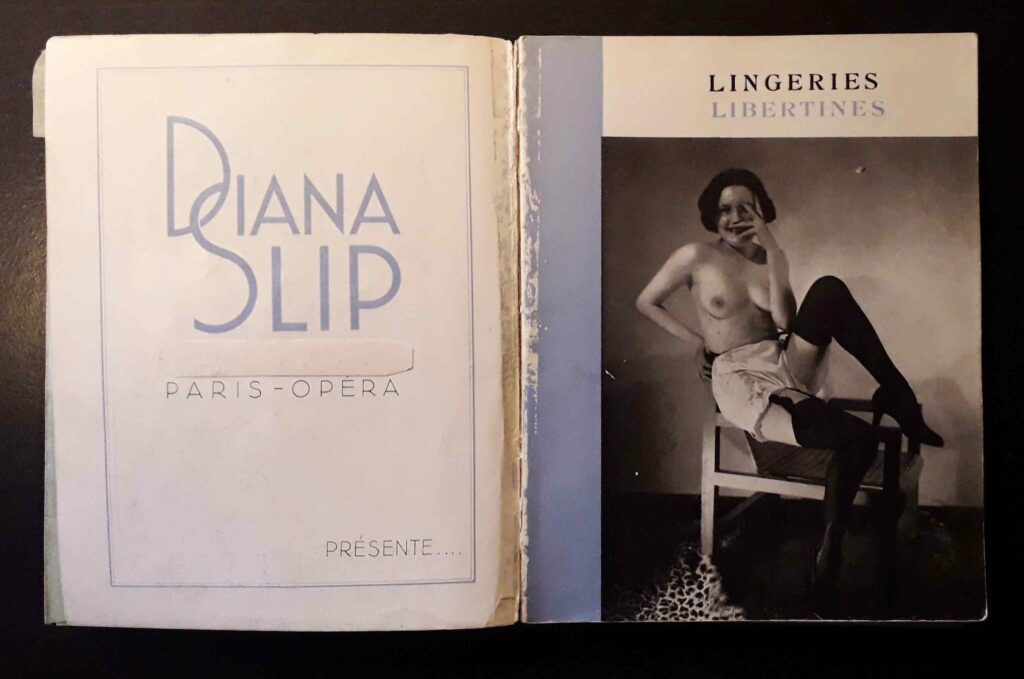 DIANA
SLIP
PARIS-OPÉRA
PRÉSENTE....
LINGERIES
LIBERTINES